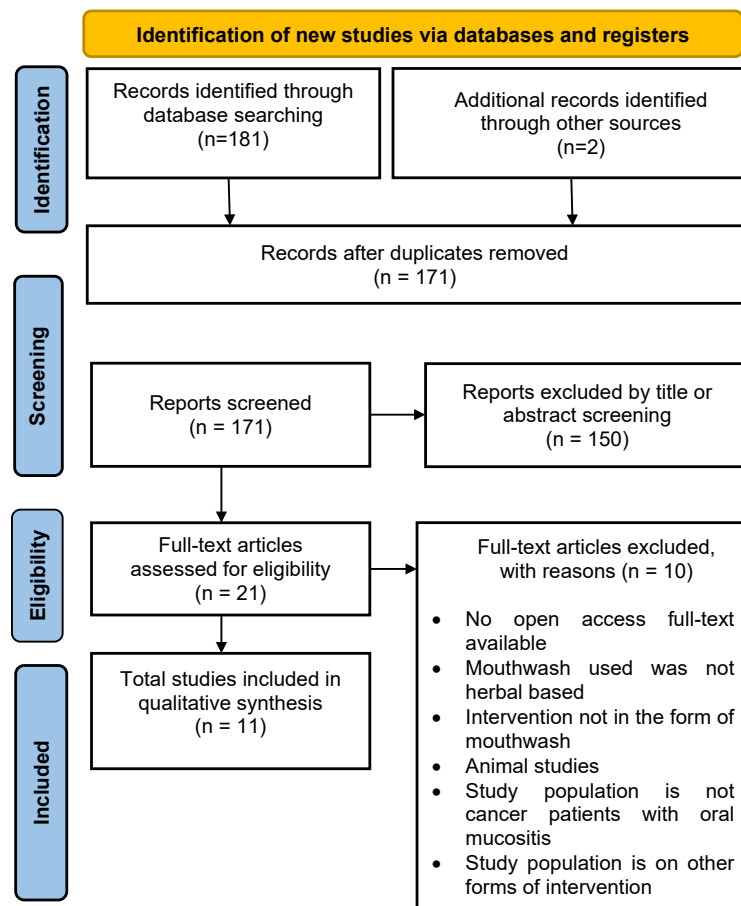 Identification of new studies via databases and registers
Identification
Records identified through
database searching
(n=181)
Additional records identified
through other sources
(n=2)
Records after duplicates removed
(n = 171)
Screening
Reports screened
(n = 171)
Reports excluded by title or
abstract screening
(n = 150)
Eligibility
Full-text articles
assessed for eligibility
(n = 21)
Full-text articles excluded,
with reasons (n = 10)
• No open access full-text
available
• Mouthwash used was not
herbal based
• Intervention not in the form of
mouthwash
• Animal studies
• Study population is not
cancer patients with oral
mucositis
• Study population is on other
forms of intervention
Included
Total studies included in
qualitative synthesis
(n = 11)